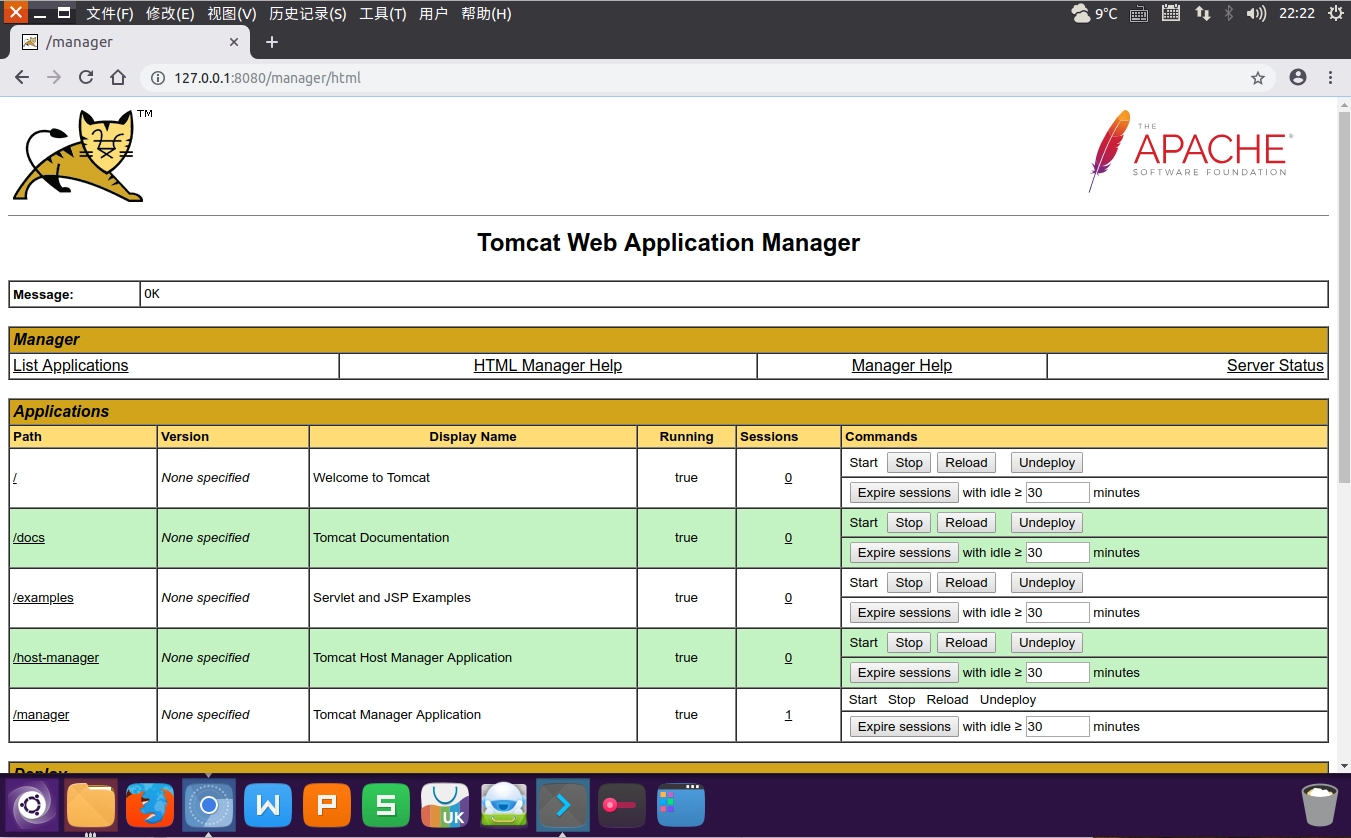 文件(F) 修改(E) 视图(V) 历史记录(S) 工具(T) 用户 帮助(H) 9°C 22:22
/manager
127.0.0.1:8080/manager/html
TM
THE
APACHE
SOFTWARE FOUNDATION
Tomcat Web Application Manager
Message: OK
Manager
List Applications HTML Manager Help Manager Help Server Status
Applications
Path Version Display Name Running Sessions Commands
/ None specified Welcome to Tomcat true 0 Start Stop Reload Undeploy
Expire sessions with idle ≥ 30 minutes
/docs None specified Tomcat Documentation true 0 Start Stop Reload Undeploy
Expire sessions with idle ≥ 30 minutes
/examples None specified Servlet and JSP Examples true 0 Start Stop Reload Undeploy
Expire sessions with idle ≥ 30 minutes
/host-manager None specified Tomcat Host Manager Application true 0 Start Stop Reload Undeploy
Expire sessions with idle ≥ 30 minutes
/manager None specified Tomcat Manager Application true 1 Start Stop Reload Undeploy
Expire sessions with idle ≥ 30 minutes
Deploy
W P S UK